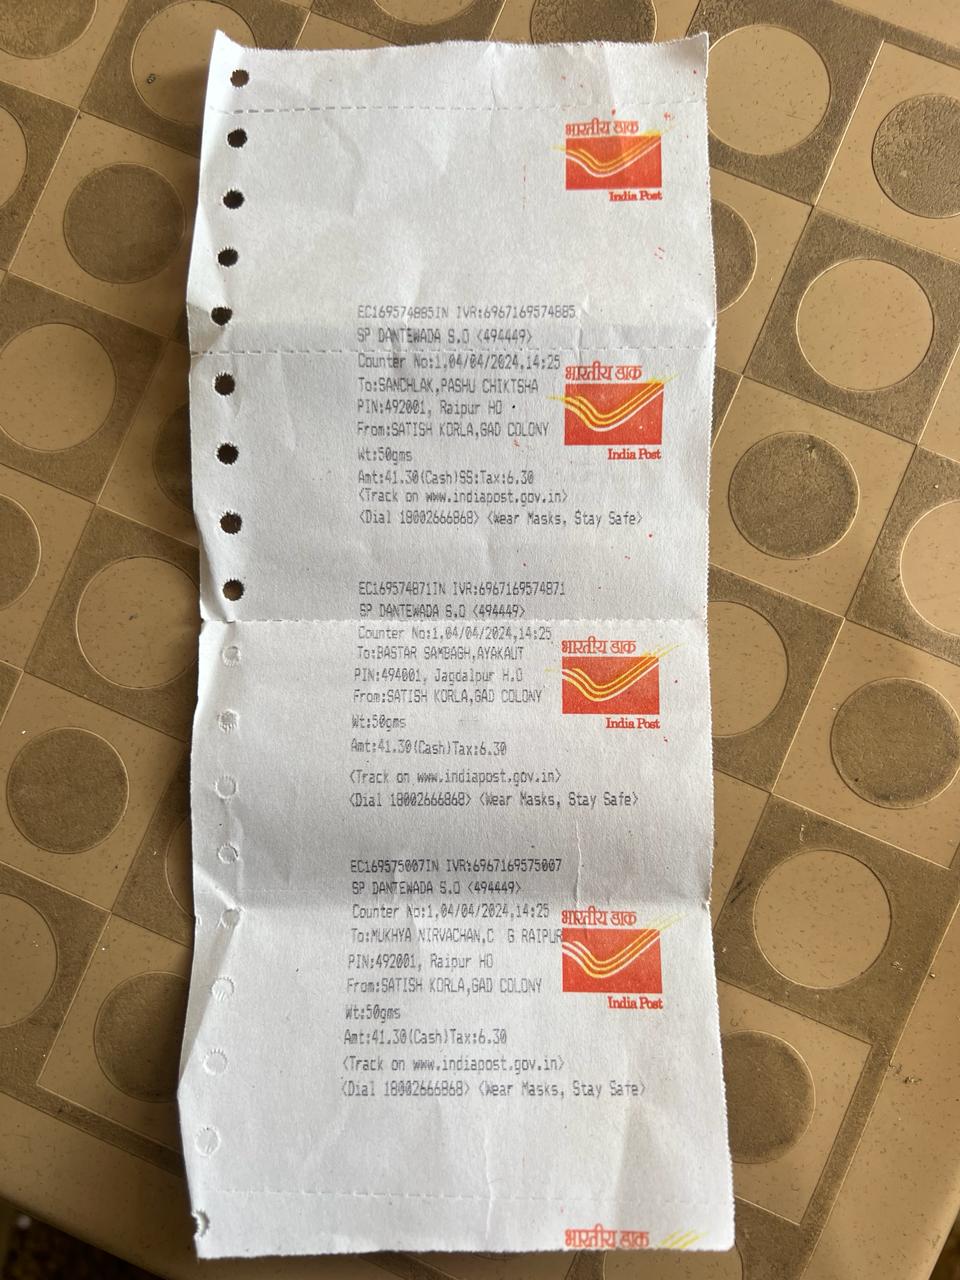 भारतीय डाक
India Post
EC169574885IN IVR:6967169574885
SP DANTEWADA S.O <494449>
Counter No:1,04/04/2024,14:25
भारतीय डाक
To:SANCHLAK,PASHU CHIKTSHA
PIN:492001, Raipur HO
From:SATISH KORLA,GAD COLONY
India Post
Wt:50gms
Amt:41.30(Cash)SS:Tax:6.30
<Track on www.indiapost.gov.in>
<Dial 18002666868> <Wear Masks, Stay Safe>
EC169574871IN IVR:6967169574871
SP DANTEWADA S.O <494449>
Counter No:1,04/04/2024,14:25
भारतीय डाक
To:BASTAR SAMBAGH,AYAKAUT
PIN:494001, Jagdalpur H.O
From:SATISH KORLA,GAD COLONY
India Post
Wt:50gms
Amt:41.30(Cash)Tax:6.30
<Track on www.indiapost.gov.in>
<Dial 18002666868> <Wear Masks, Stay Safe>
EC169575007IN IVR:6967169575007
SP DANTEWADA S.O <494449>
Counter No:1,04/04/2024,14:25
भारतीय डाक
To:MUKHYA NIRVACHAN,C G RAIPUR
PIN:492001, Raipur HO
From:SATISH KORLA,GAD COLONY
India Post
Wt:50gms
Amt:41.30(Cash)Tax:6.30
<Track on www.indiapost.gov.in>
<Dial 18002666868> <Wear Masks, Stay Safe>
भारतीय डाक